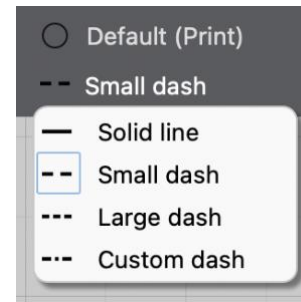 Default (Print)
Small dash
Solid line
Small dash
Large dash
Custom dash